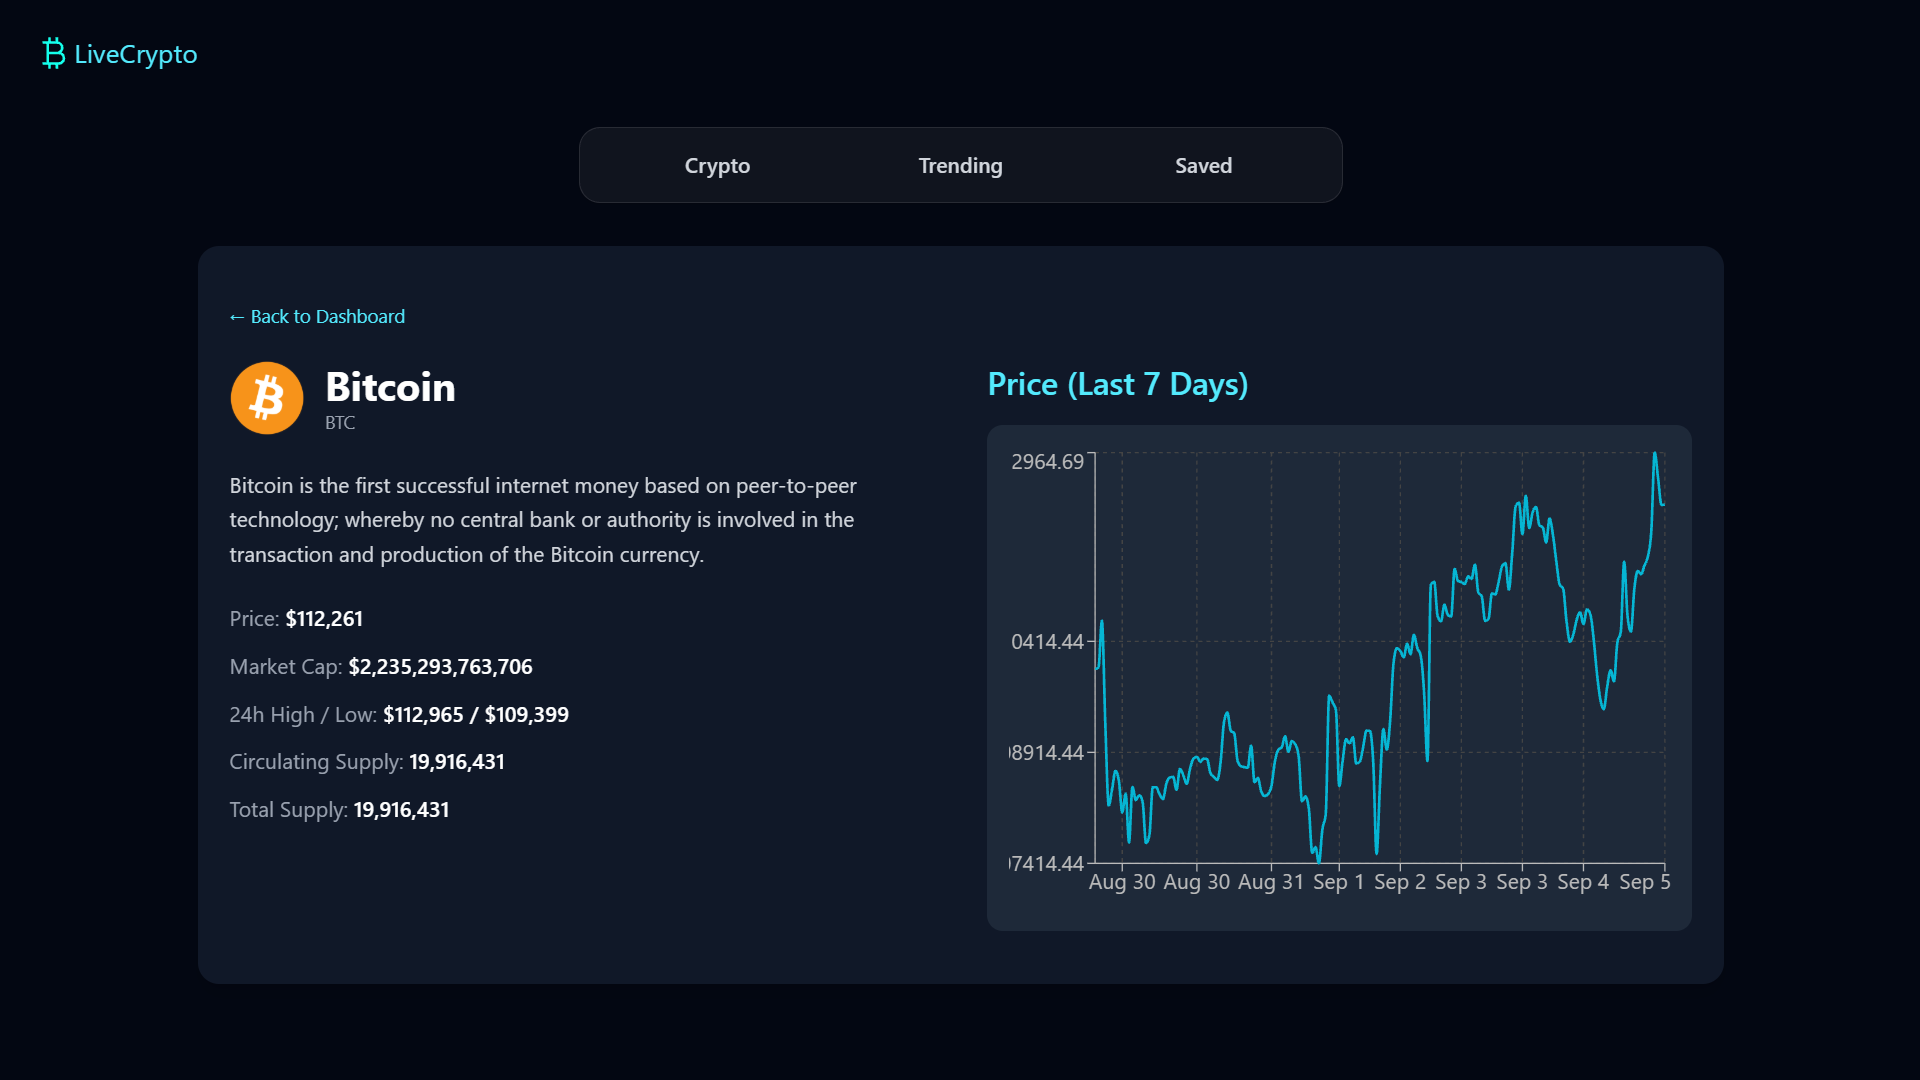 LiveCrypto
Crypto
Trending
Saved
← Back to Dashboard
Bitcoin
BTC
Bitcoin is the first successful internet money based on peer-to-peer
technology; whereby no central bank or authority is involved in the
transaction and production of the Bitcoin currency.
Price: $112,261
Market Cap: $2,235,293,763,706
24h High / Low: $112,965 / $109,399
Circulating Supply: 19,916,431
Total Supply: 19,916,431
Price (Last 7 Days)
2964.69
0414.44
8914.44
7414.44
Aug 30 Aug 30 Aug 31 Sep 1 Sep 2 Sep 3 Sep 3 Sep 4 Sep 5